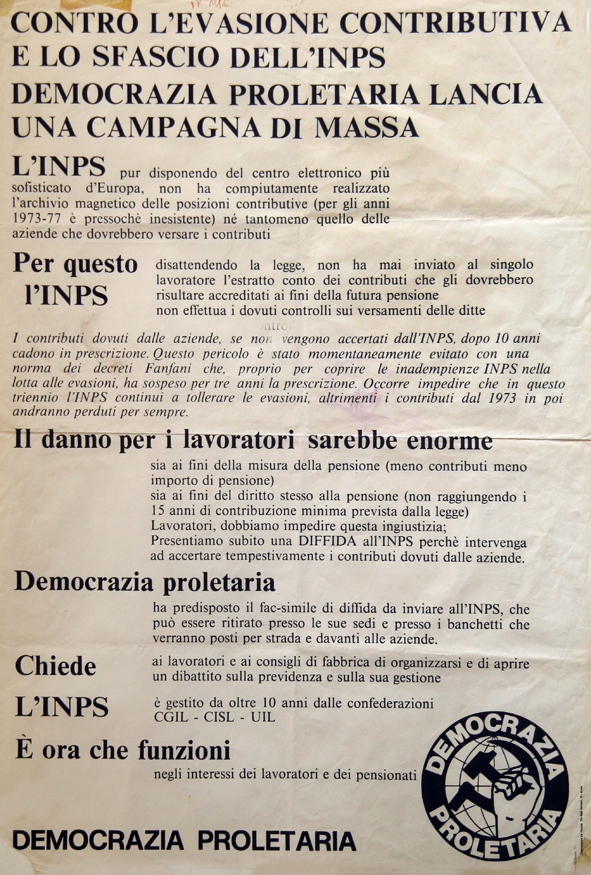 CONTRO L'EVASIONE CONTRIBUTIVA
E LO SFASCIO DELL'INPS
DEMOCRAZIA PROLETARIA LANCIA
UNA CAMPAGNA DI MASSA
L'INPS pur disponendo del centro elettronico più
sofisticato d'Europa, non ha compiutamente realizzato
l'archivio magnetico delle posizioni contributive (per gli anni
1973-77 è pressochè inesistente) né tantomeno quello delle
aziende che dovrebbero versare i contributi
Per questo
l'INPS
disattendendo la legge, non ha mai inviato al singolo
lavoratore l'estratto conto dei contributi che gli dovrebbero
risultare accreditati ai fini della futura pensione
non effettua i dovuti controlli sui versamenti delle ditte
I contributi dovuti dalle aziende, se non vengono accertati dall'INPS, dopo 10 anni
cadono in prescrizione. Questo pericolo è stato momentaneamente evitato con una
norma dei decreti Fanfani che, proprio per coprire le inadempienze INPS nella
lotta alle evasioni, ha sospeso per tre anni la prescrizione. Occorre impedire che in questo
triennio l'INPS continui a tollerare le evasioni, altrimenti i contributi dal 1973 in poi
andranno perduti per sempre.
Il danno per i lavoratori sarebbe enorme
sia ai fini della misura della pensione (meno contributi meno
importo di pensione)
sia ai fini del diritto stesso alla pensione (non raggiungendo i
15 anni di contribuzione minima prevista dalla legge)
Lavoratori, dobbiamo impedire questa ingiustizia;
Presentiamo subito una DIFFIDA all'INPS perchè intervenga
ad accertare tempestivamente i contributi dovuti dalle aziende.
Democrazia proletaria
ha predisposto il fac-simile di diffida da inviare all'INPS, che
può essere ritirato presso le sue sedi e presso i banchetti che
verranno posti per strada e davanti alle aziende.
Chiede
ai lavoratori e ai consigli di fabbrica di organizzarsi e di aprire
un dibattito sulla previdenza e sulla sua gestione
L'INPS
è gestito da oltre 10 anni dalle confederazioni
CGIL - CISL - UIL
È ora che funzioni
negli interessi dei lavoratori e dei pensionati
DEMOCRAZIA
PROLETARIA
DEMOCRAZIA PROLETARIA